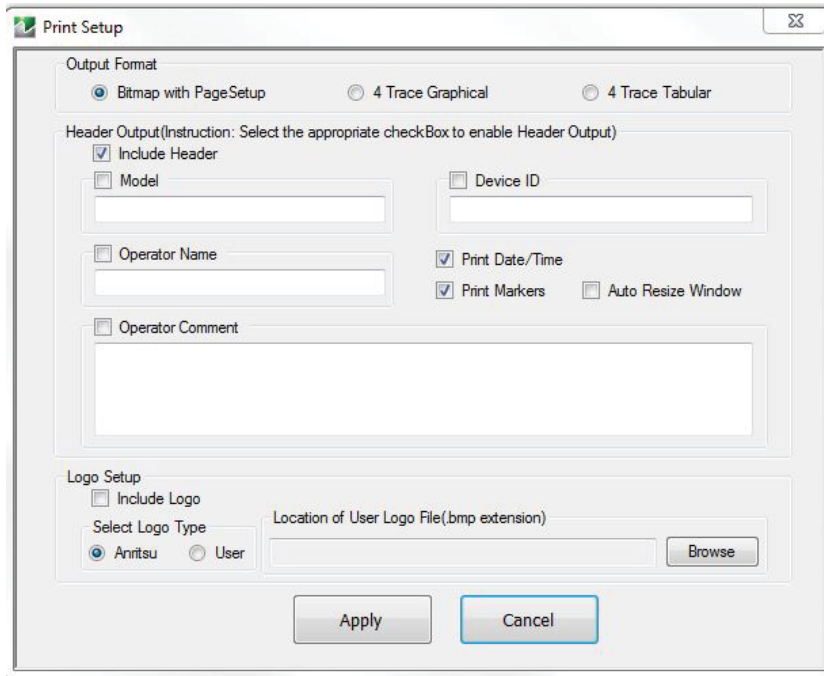 Print Setup
Output Format
Bitmap with PageSetup 4 Trace Graphical 4 Trace Tabular
Header Output(Instruction: Select the appropriate checkBox to enable Header Output)
Include Header
Model Device ID
Operator Name Print Date/Time
Print Markers Auto Resize Window
Operator Comment
Logo Setup
Include Logo
Select Logo Type Location of User Logo File(.bmp extension)
Anritsu User Browse
Apply Cancel